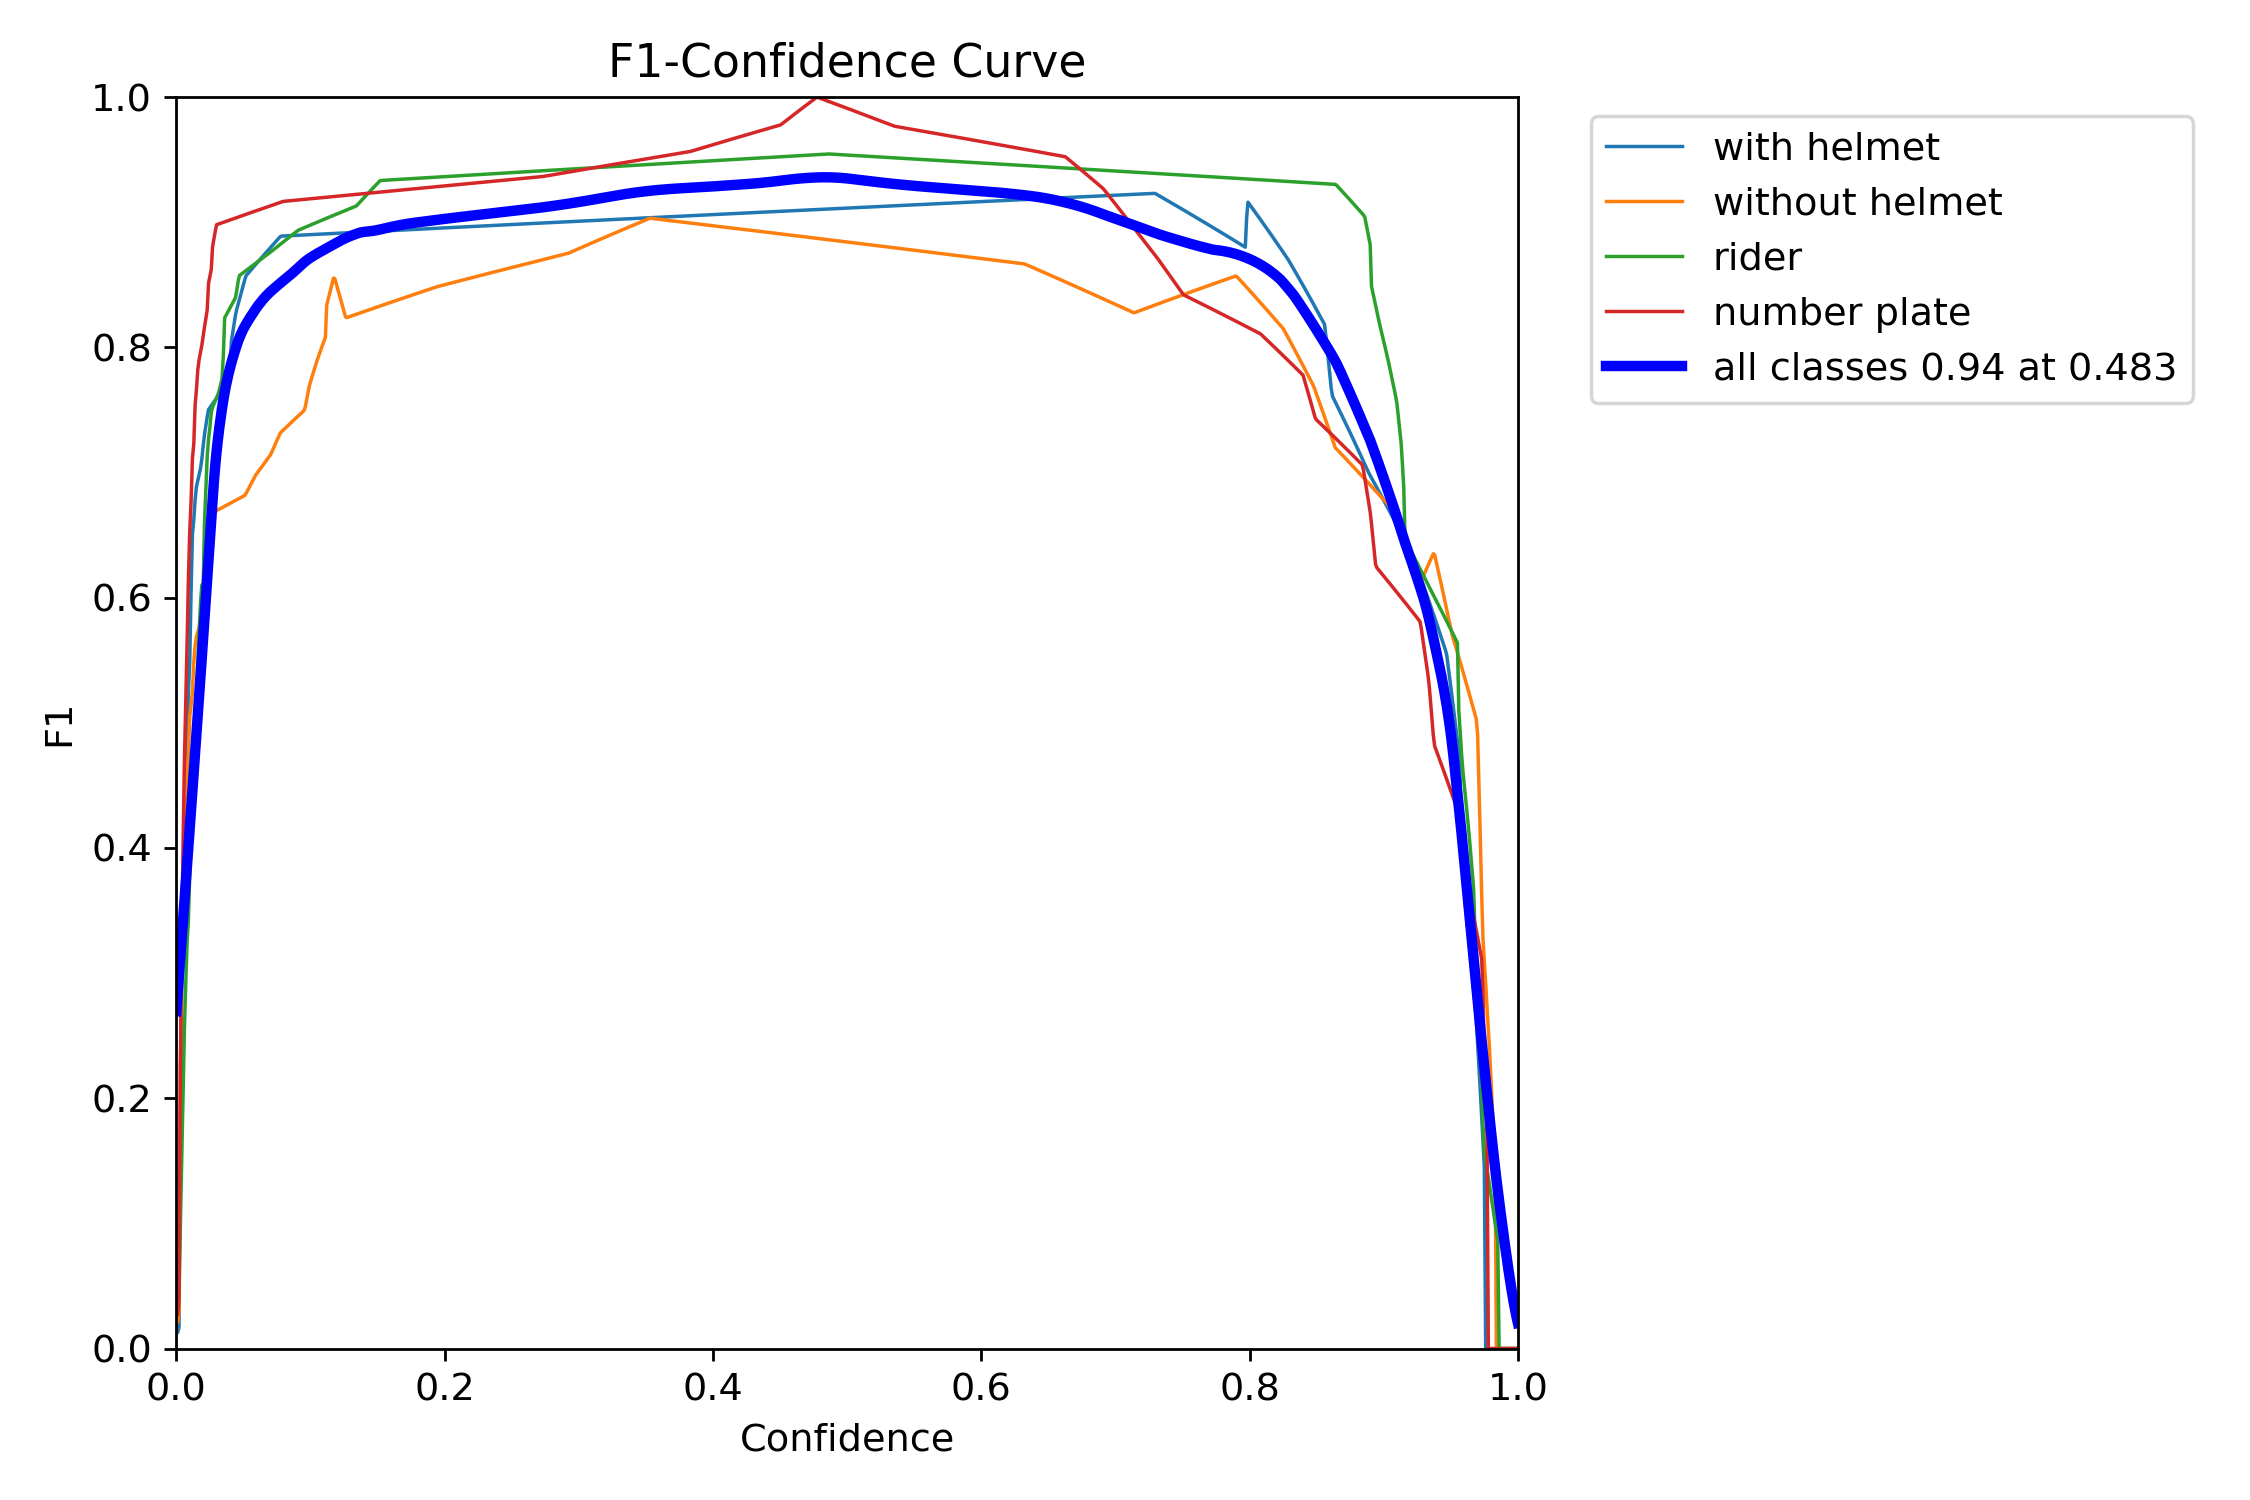 F1-Confidence Curve
1.0
0.8
0.6
0.4
0.2
0.0
F1
0.0 0.2 0.4 0.6 0.8 1.0
Confidence
with helmet
without helmet
rider
number plate
all classes 0.94 at 0.483